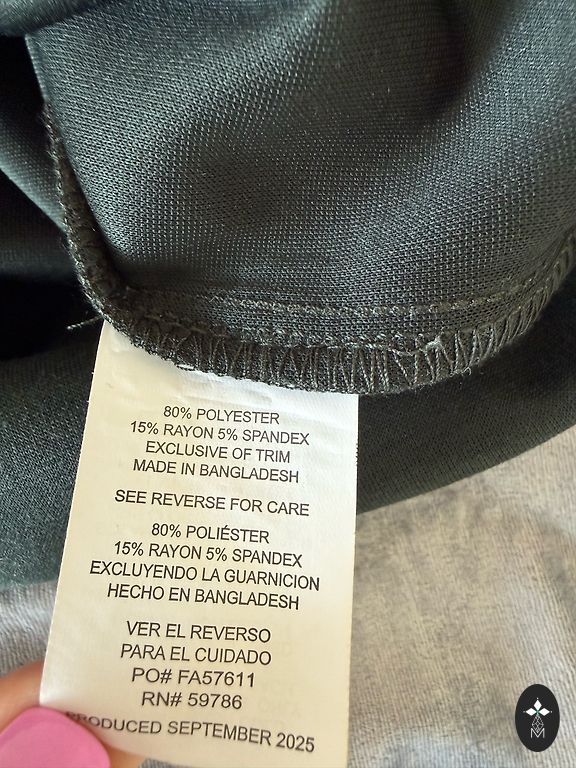 80% POLYESTER
15% RAYON 5% SPANDEX
EXCLUSIVE OF TRIM
MADE IN BANGLADESH
SEE REVERSE FOR CARE
80% POLIÉSTER
15% RAYON 5% SPANDEX
EXCLUYENDO LA GUARNICION
HECHO EN BANGLADESH
VER EL REVERSO
PARA EL CUIDADO
PO# FA57611
RN# 59786
PRODUCED SEPTEMBER 2025
M